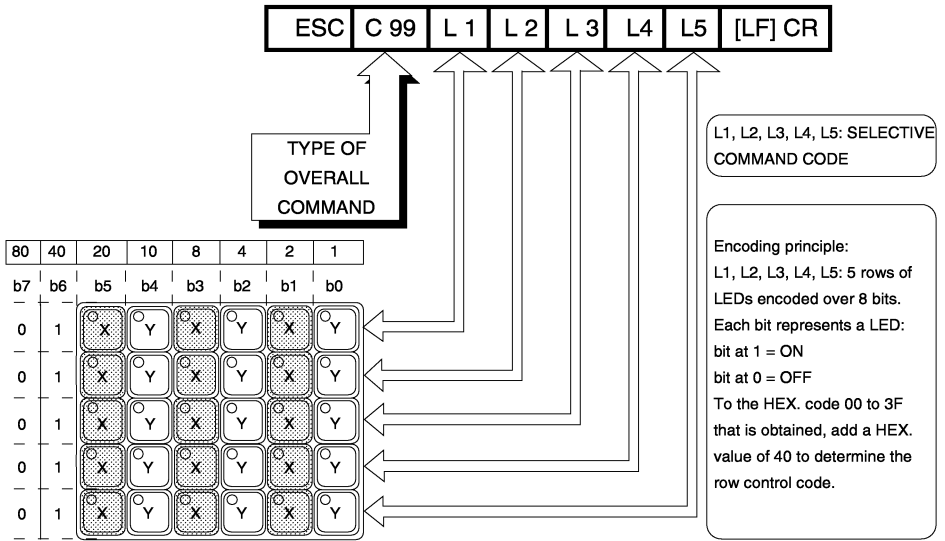 ESC C 99 L 1 L 2 L 3 L4 L5 [LF] CR
TYPE OF
OVERALL
COMMAND
L1, L2, L3, L4, L5: SELECTIVE
COMMAND CODE
80 40 20 10 8 4 2 1
b7 b6 b5 b4 b3 b2 b1 b0
0 1 X Y X Y X Y
0 1 X Y X Y X Y
0 1 X Y X Y X Y
0 1 X Y X Y X Y
0 1 X Y X Y X Y
Encoding principle:
L1, L2, L3, L4, L5: 5 rows of
LEDs encoded over 8 bits.
Each bit represents a LED:
bit at 1 = ON
bit at 0 = OFF
To the HEX. code 00 to 3F
that is obtained, add a HEX.
value of 40 to determine the
row control code.